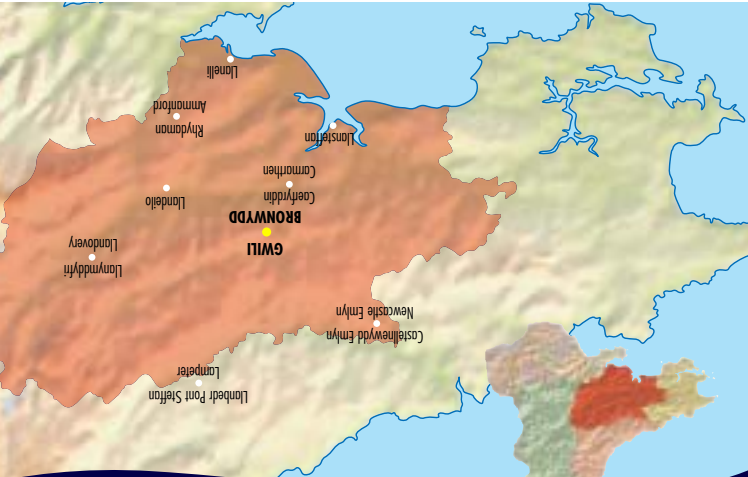 Llanbedr Pont Steffan
Lampeter
Castellnewydd Emlyn
Newcastle Emlyn
Llanymddyfri
Llandovery
GWILI
BRONWYDD
Llandeilo
Caerfyrddin
Carmarthen
Llansteffan
Rhydaman
Ammanford
Llanelli